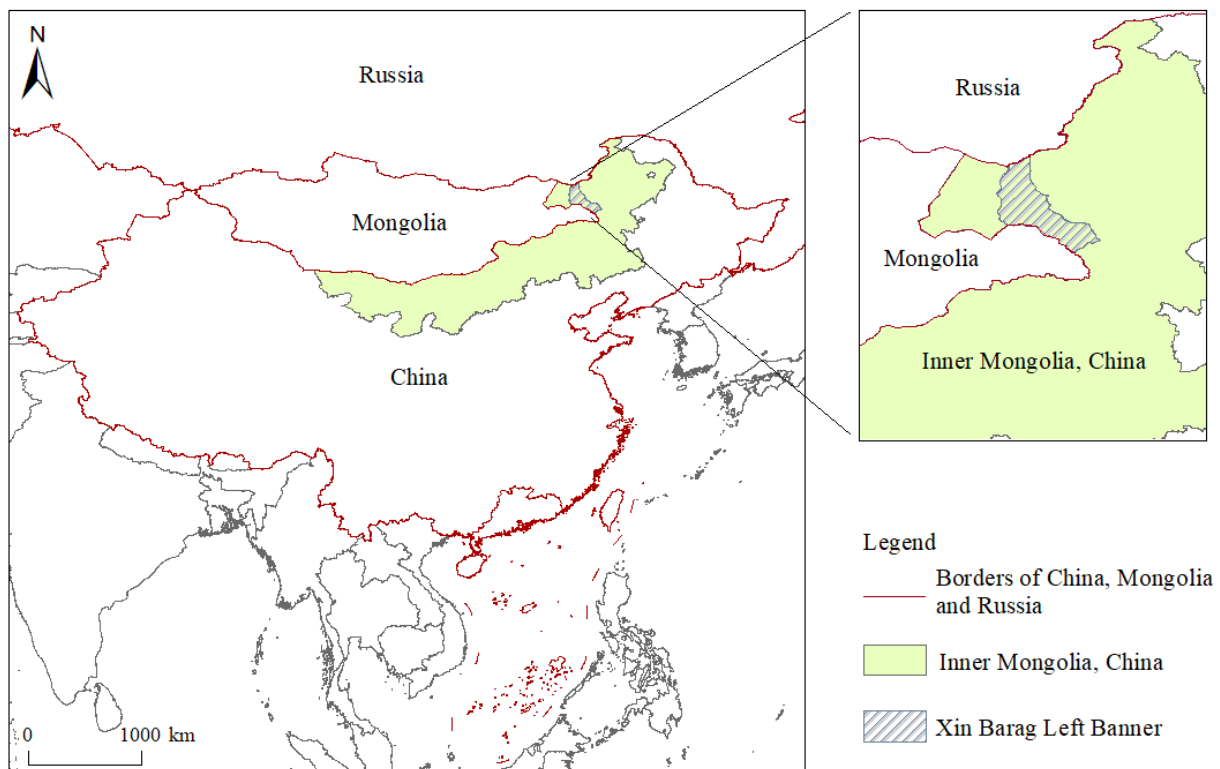 N
Russia
Mongolia
China
0 1000 km
Russia
Mongolia
Inner Mongolia, China
Legend
Borders of China, Mongolia
and Russia
Inner Mongolia, China
Xin Barag Left Banner